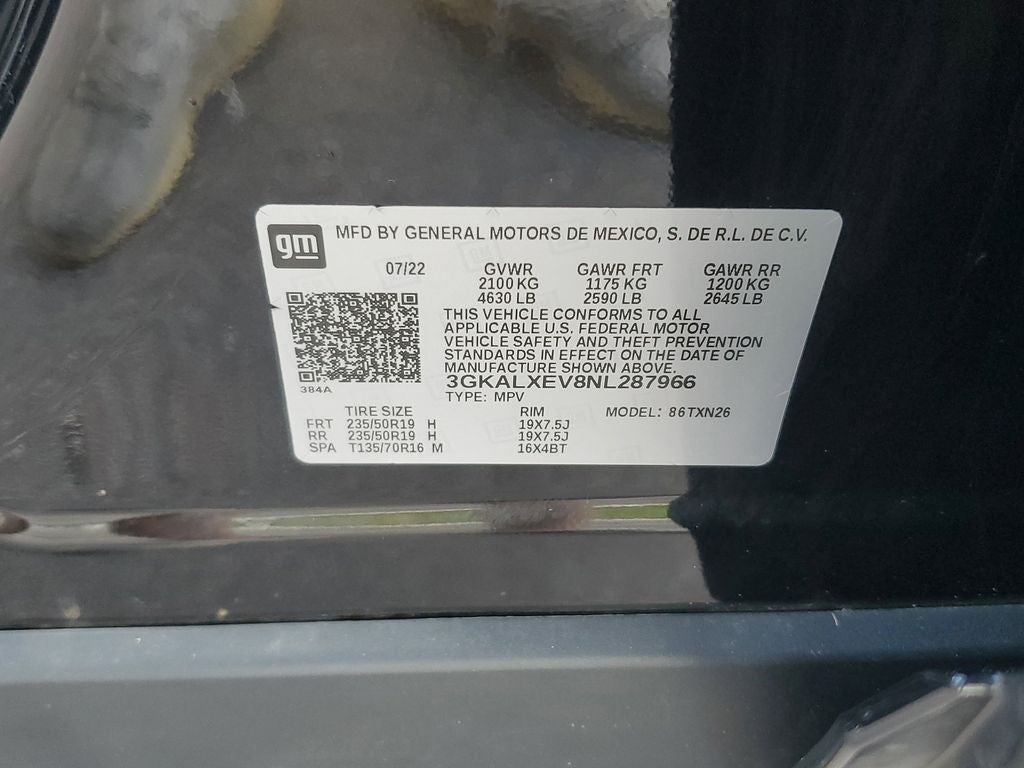 gm
MFD BY GENERAL MOTORS DE MEXICO, S. DE R.L. DE C.V.
07/22 GVWR GAWR FRT GAWR RR
2100 KG 1175 KG 1200 KG
4630 LB 2590 LB 2645 LB
THIS VEHICLE CONFORMS TO ALL
APPLICABLE U.S. FEDERAL MOTOR
VEHICLE SAFETY AND THEFT PREVENTION
STANDARDS IN EFFECT ON THE DATE OF
MANUFACTURE SHOWN ABOVE.
3GKALXEV8NL287966
384A
TYPE: MPV
TIRE SIZE RIM MODEL: 86TXN26
FRT 235/50R19 H 19X7.5J
RR 235/50R19 H 19X7.5J
SPA T135/70R16 M 16X4BT